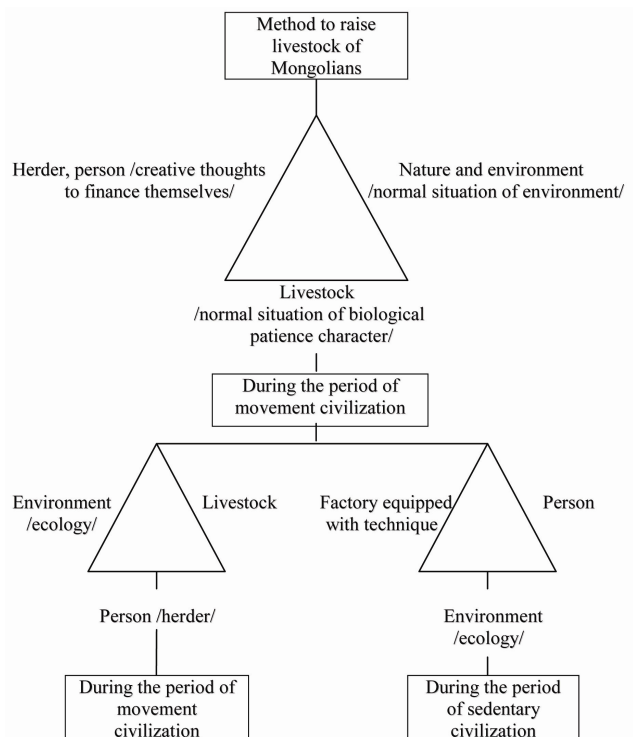 Method to raise
livestock of
Mongolians
Herder, person /creative thoughts
to finance themselves/
Nature and environment
/normal situation of environment/
Livestock
/normal situation of biological
patience character/
During the period of
movement civilization
Environment
/ecology/
Livestock
Factory equipped
with technique
Person
Person /herder/
Environment
/ecology/
During the period of
movement
civilization
During the period
of sedentary
civilization